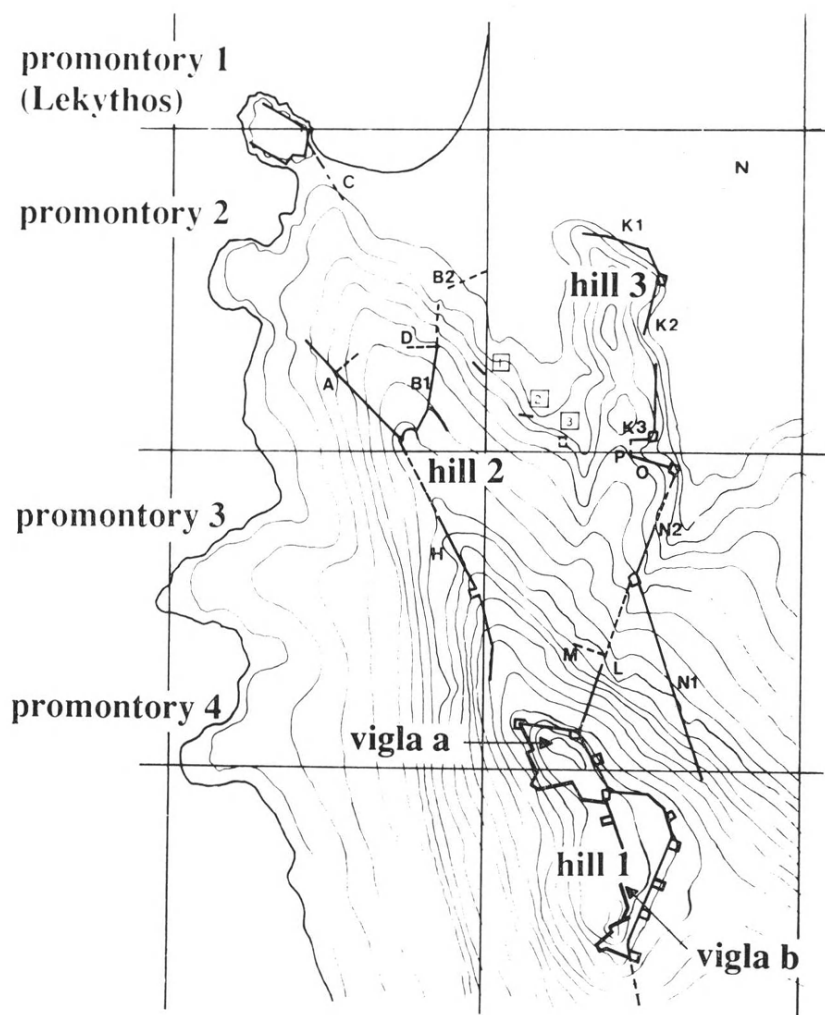 promontory 1
(Lekythos)
C
N
promontory 2
K1
B2
hill 3
K2
D
1
A
B1
2
3
K3
P
O
hill 2
promontory 3
N2
H
M
L
N1
promontory 4
vigla a
hill 1
vigla b